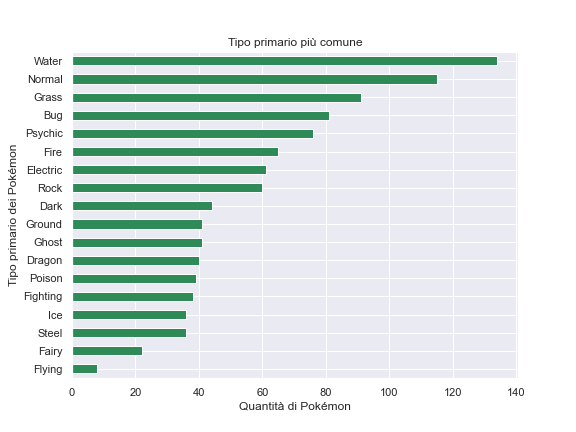 Tipo primario più comune
Tipo primario dei Pokémon
Water
Normal
Grass
Bug
Psychic
Fire
Electric
Rock
Dark
Ground
Ghost
Dragon
Poison
Fighting
Ice
Steel
Fairy
Flying
0 20 40 60 80 100 120 140
Quantità di Pokémon